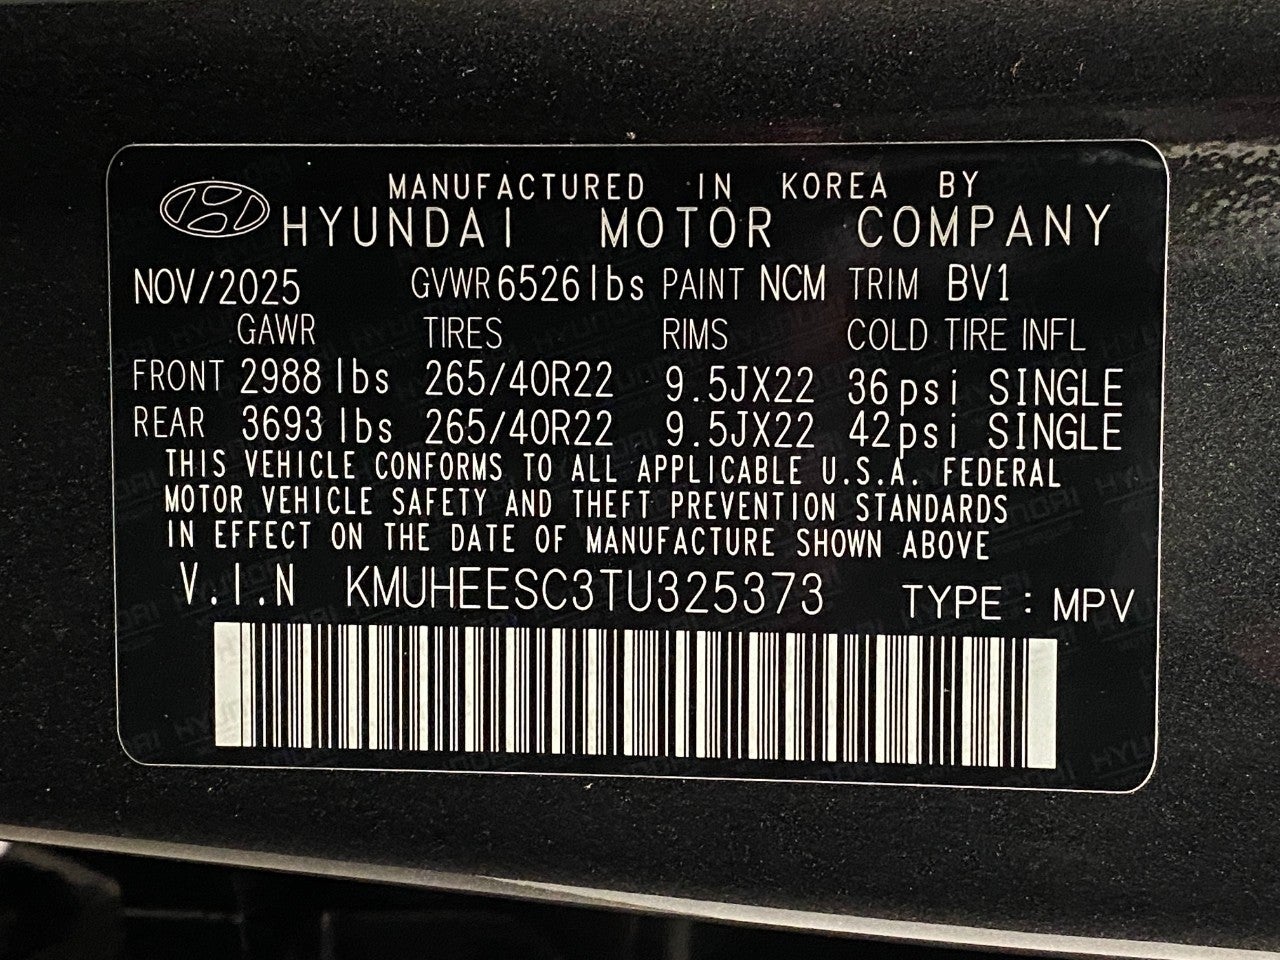 MANUFACTURED IN KOREA BY
HYUNDAI MOTOR COMPANY
NOV/2025 GVWR 6526 lbs PAINT NCM TRIM BV1
GAWR TIRES RIMS COLD TIRE INFL
FRONT 2988 lbs 265/40R22 9.5JX22 36psi SINGLE
REAR 3693 lbs 265/40R22 9.5JX22 42psi SINGLE
THIS VEHICLE CONFORMS TO ALL APPLICABLE U.S.A. FEDERAL
MOTOR VEHICLE SAFETY AND THEFT PREVENTION STANDARDS
IN EFFECT ON THE DATE OF MANUFACTURE SHOWN ABOVE
V.I.N KMUHEESC3TU325373 TYPE : MPV